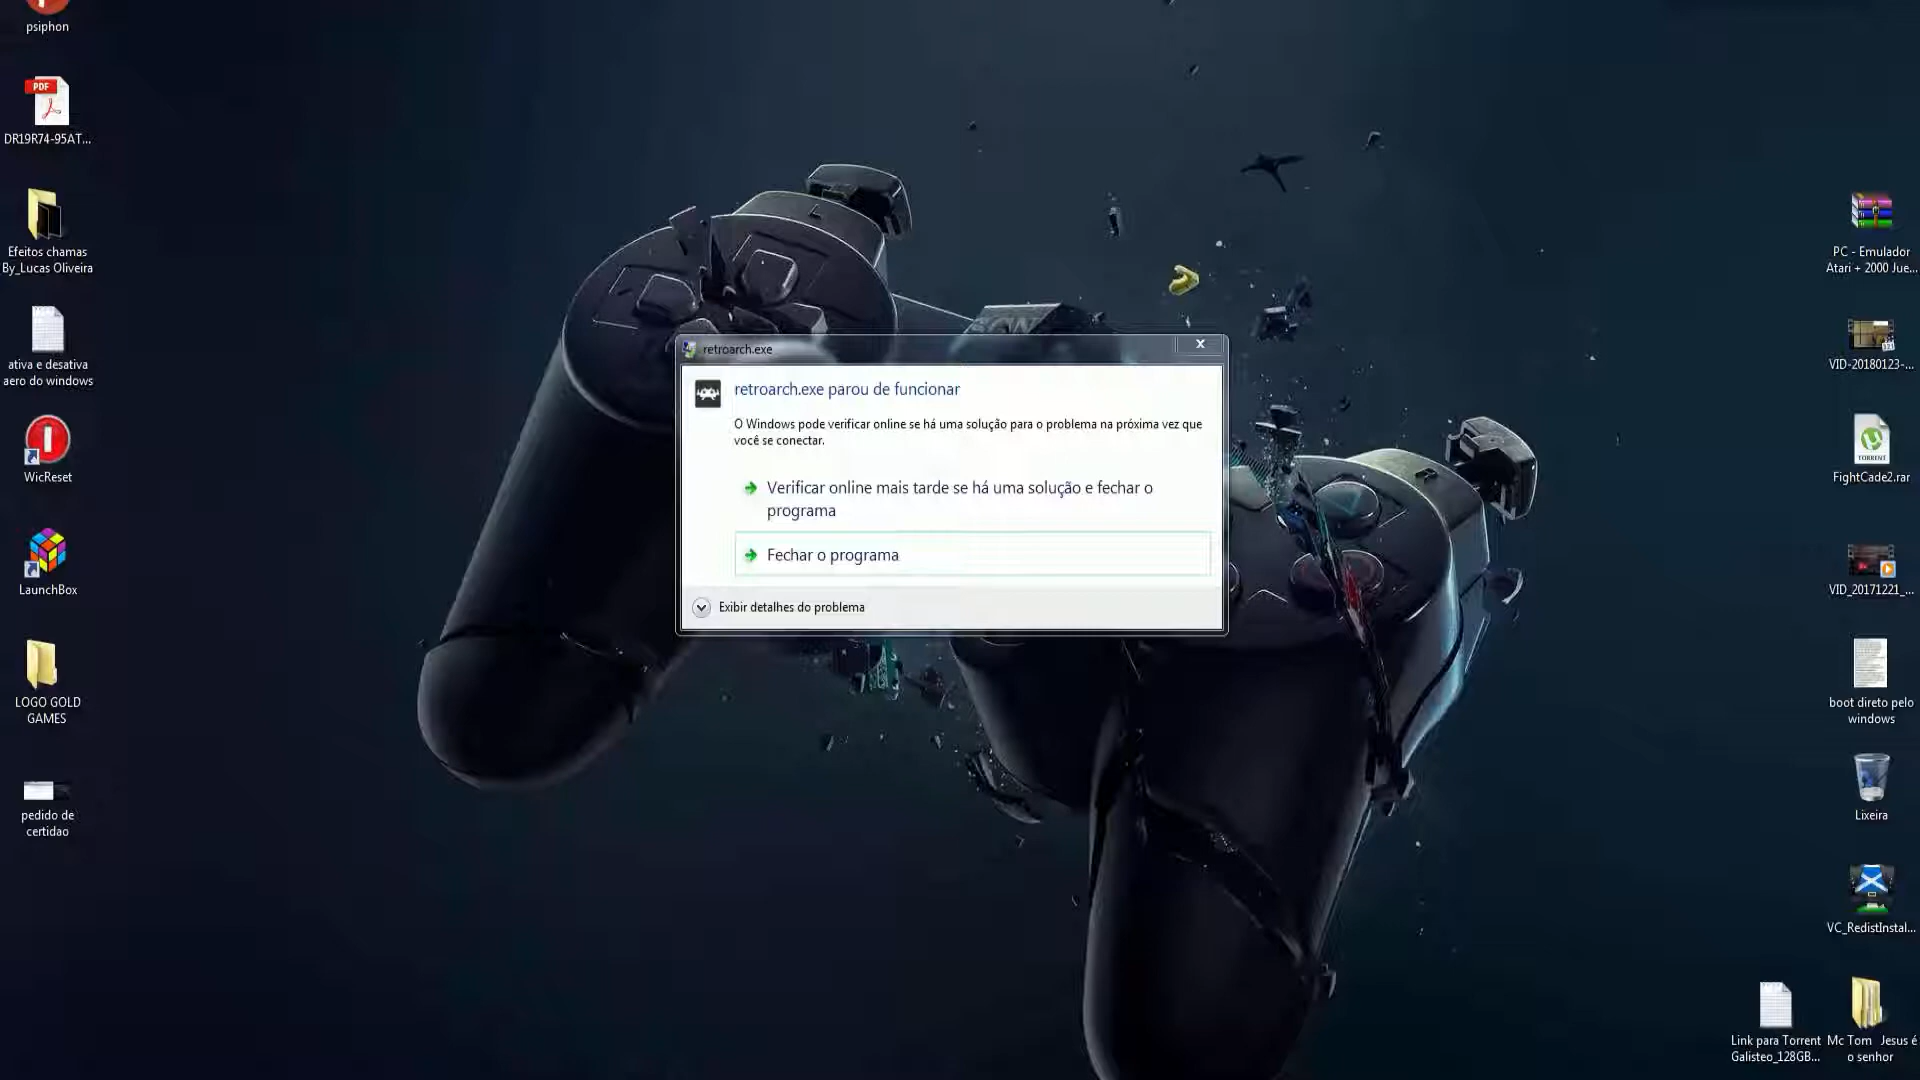 psiphon
PDF
DR19R74-95AT...
Efeitos chamas
By_Lucas Oliveira
ativa e desativa
aero do windows
WicReset
LaunchBox
LOGO GOLD
GAMES
pedido de
certidao
L
SONY
retroarch.exe
X
retroarch.exe parou de funcionar
O Windows pode verificar online se há uma solução para o problema na próxima vez que
você se conectar.
Verificar online mais tarde se há uma solução e fechar o
programa
Fechar o programa
Exibir detalhes do problema
PC - Emulador
Atari + 2000 Jue...
VID-20180123-...
TORRENT
FightCade2.rar
VID_20171221_...
boot direto pelo
windows
Lixeira
VC_RedistInstal...
Link para Torrent
Galisteo_128GB...
Mc Tom   Jesus é
o senhor